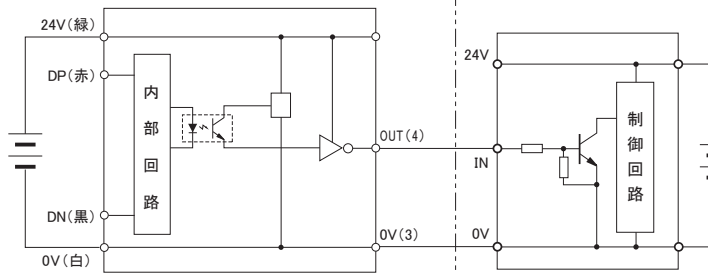 24V(緑)
DP(赤)
内部回路
DN(黒)
0V(白)
OUT(4)
0V(3)
24V
IN
0V
制御回路